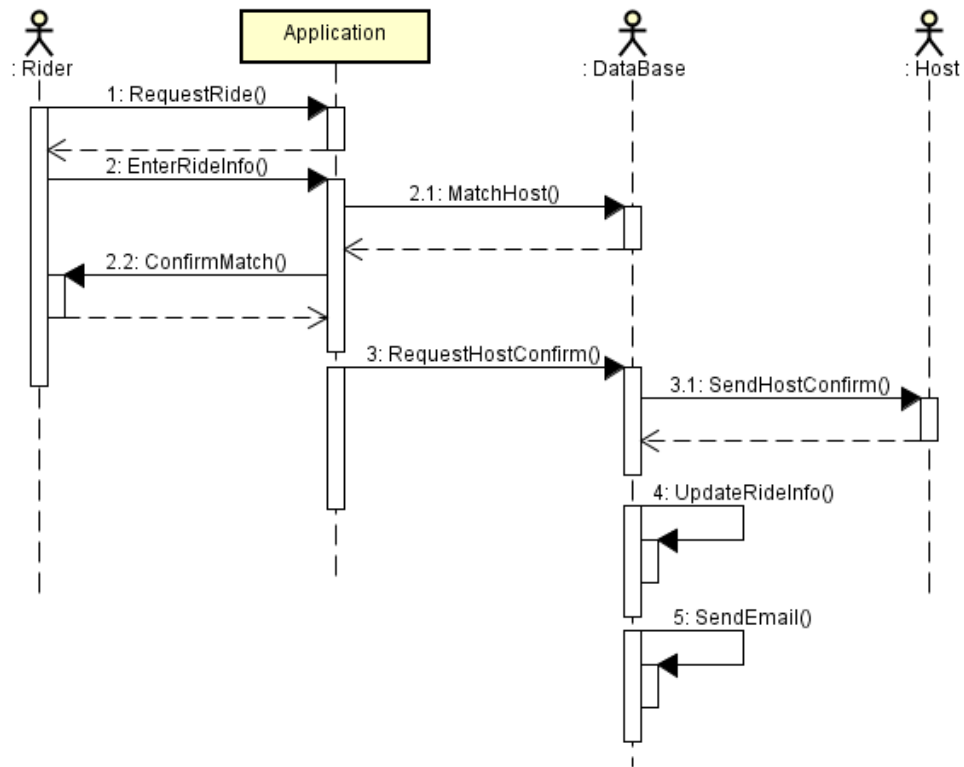 Application
: Rider
: DataBase
: Host
1: RequestRide()
2: EnterRideInfo()
2.1: MatchHost()
2.2: ConfirmMatch()
3: RequestHostConfirm()
3.1: SendHostConfirm()
4: UpdateRideInfo()
5: SendEmail()